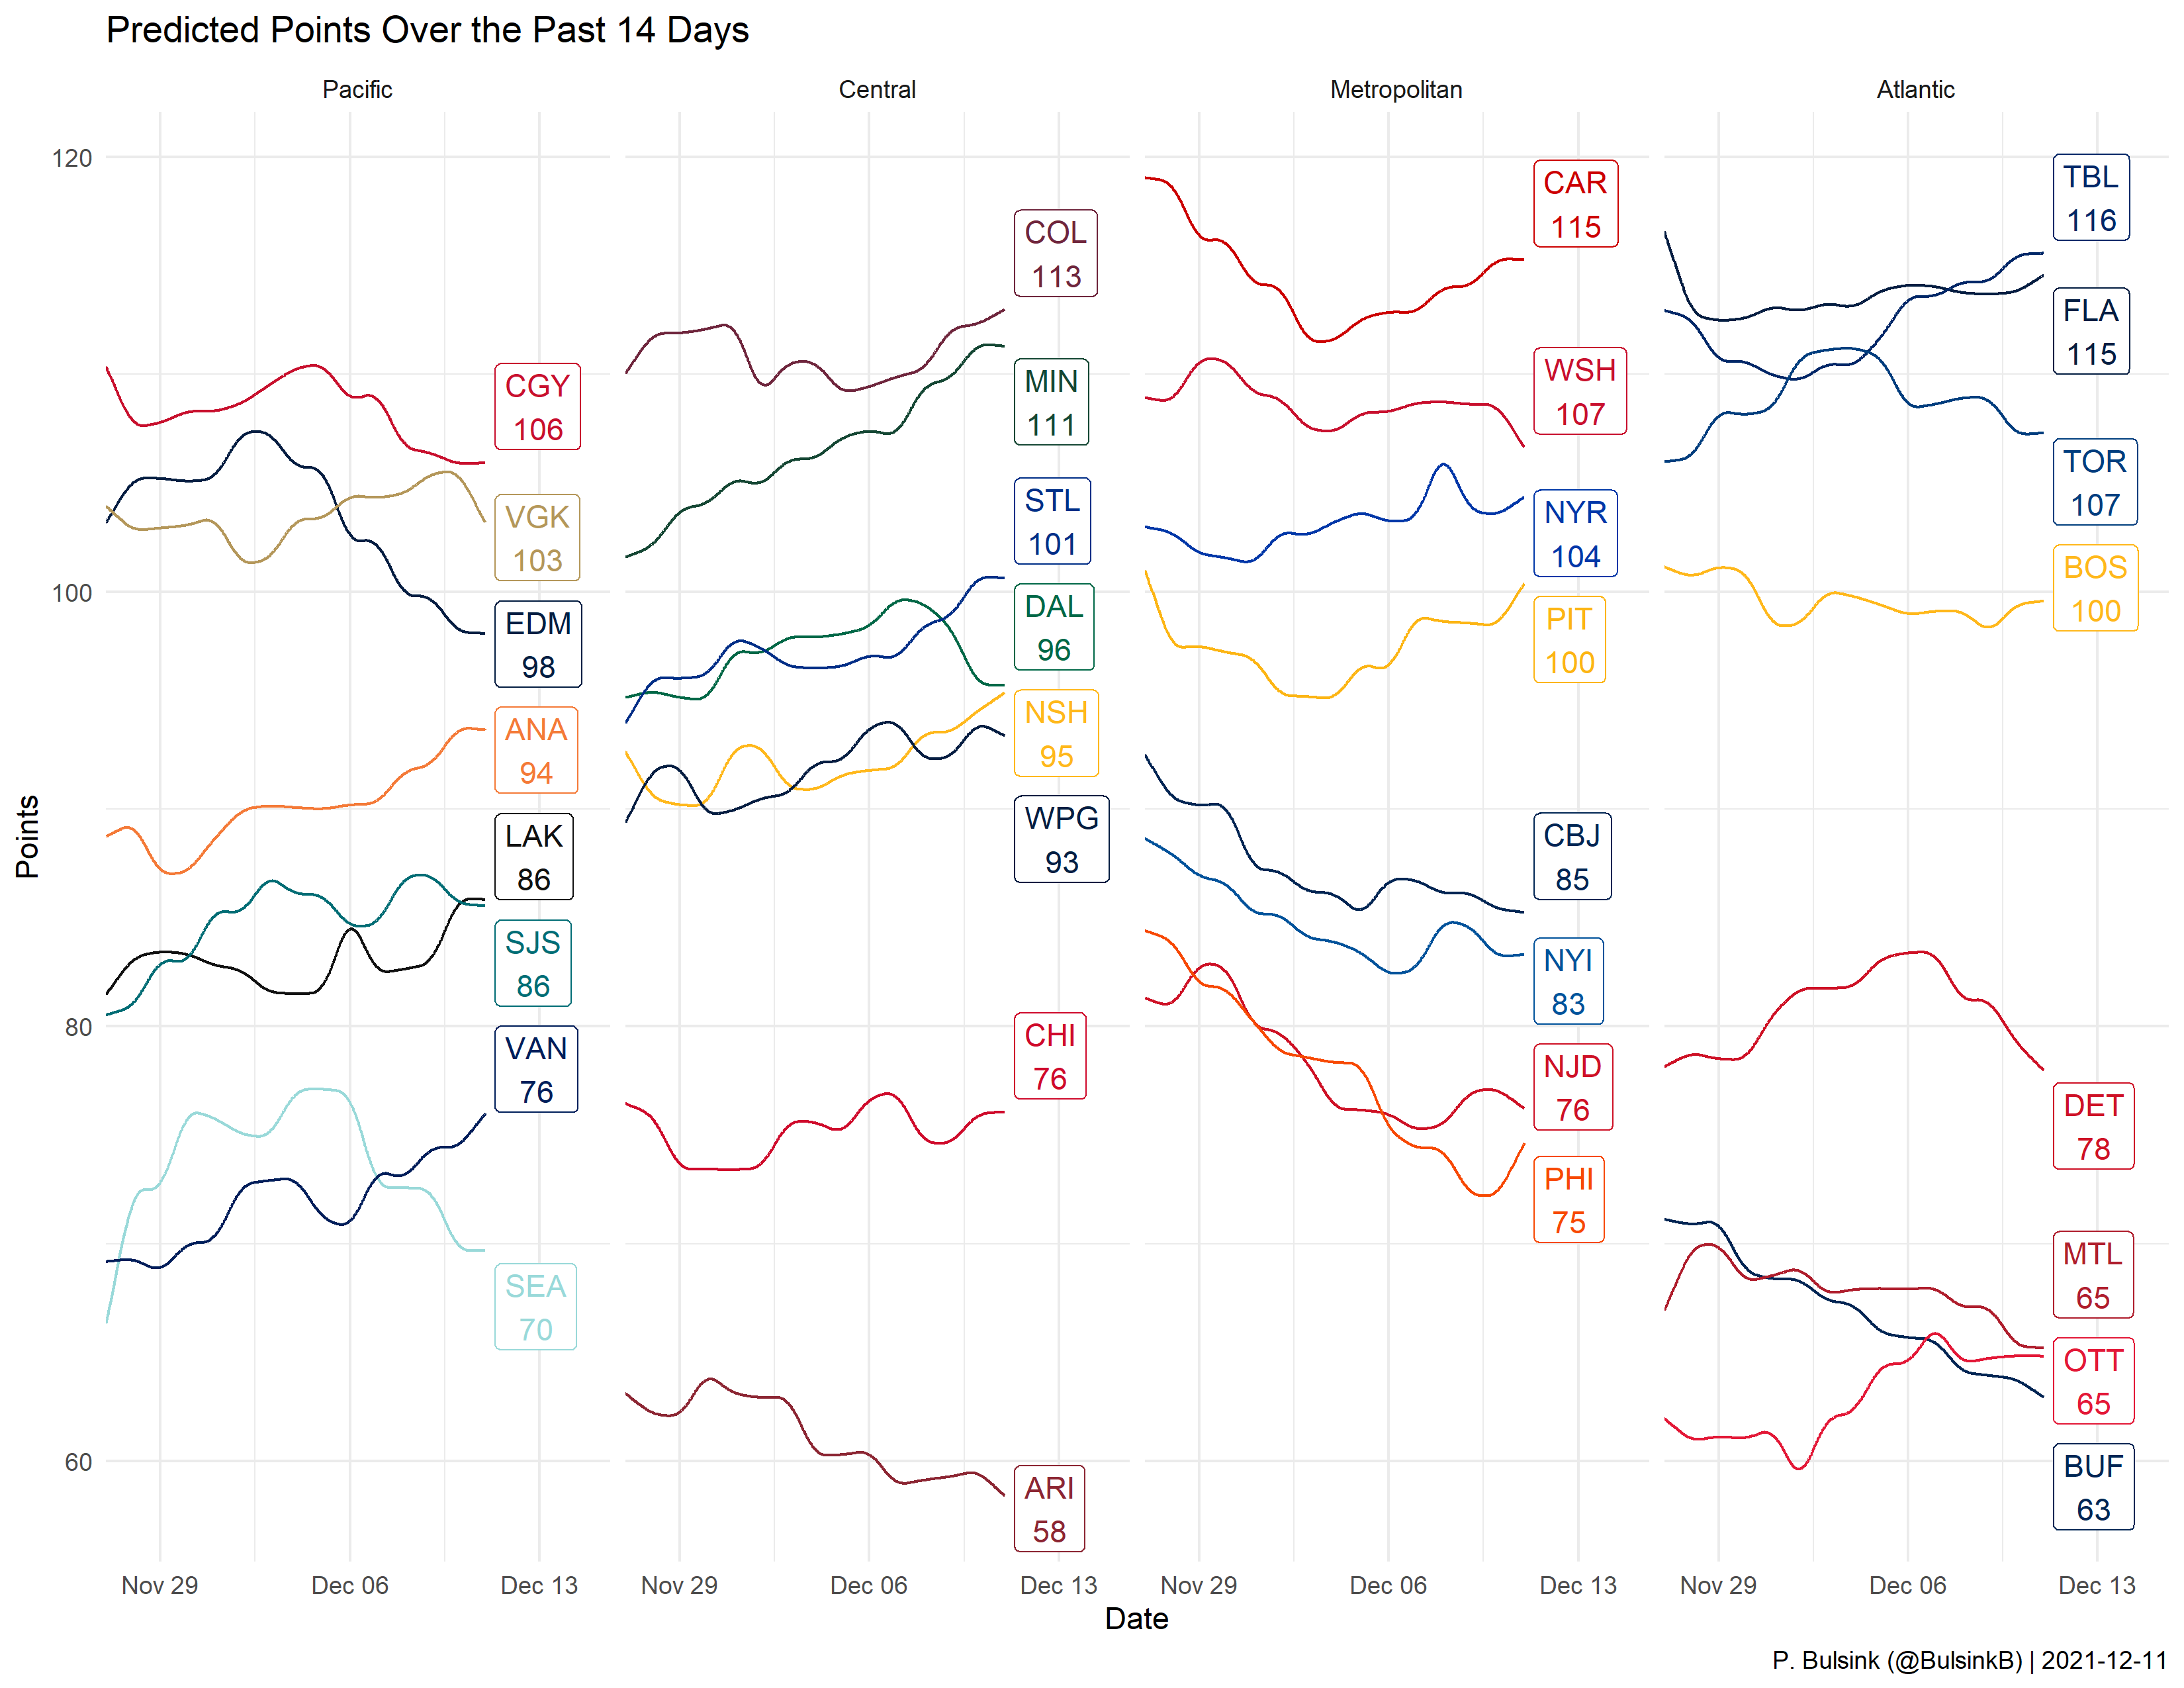 Predicted Points Over the Past 14 Days
Pacific
Central
Metropolitan
Atlantic
Points
120
100
80
60
CGY
106
VGK
103
EDM
98
ANA
94
LAK
86
SJS
86
VAN
76
SEA
70
COL
113
MIN
111
STL
101
DAL
96
NSH
95
WPG
93
CHI
76
ARI
58
CAR
115
WSH
107
NYR
104
PIT
100
CBJ
85
NYI
83
NJD
76
PHI
75
TBL
116
FLA
115
TOR
107
BOS
100
DET
78
MTL
65
OTT
65
BUF
63
Nov 29 Dec 06 Dec 13
Nov 29 Dec 06 Dec 13
Nov 29 Dec 06 Dec 13
Nov 29 Dec 06 Dec 13
Date
P. Bulsink (@BulsinkB) | 2021-12-11